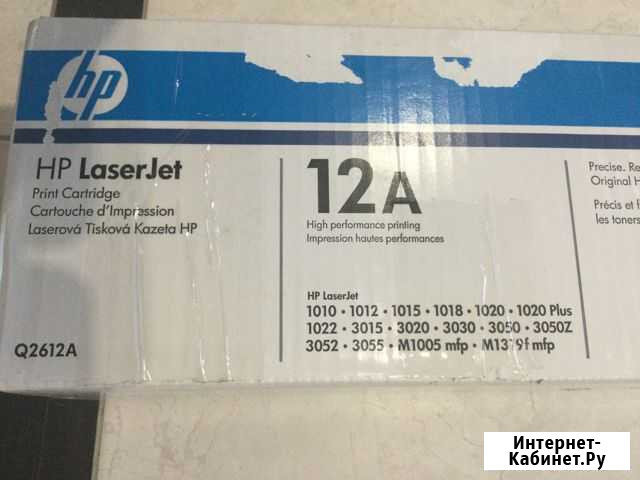 hp
HP LaserJet
Print Cartridge
Cartouche d'Impression
Laserová Tisková Kazeta HP
Q2612A
12A
High performance printing
Impression hautes performances
HP LaserJet
1010 • 1012 • 1015 • 1018 • 1020 • 1020 Plus
1022 • 3015 • 3020 • 3030 • 3050 • 3050Z
3052 • 3055 • M1005 mfp • M1319f mfp
Precise. Re
Original H
Précis et f
les toners
Интернет-
Кабинет.Ру